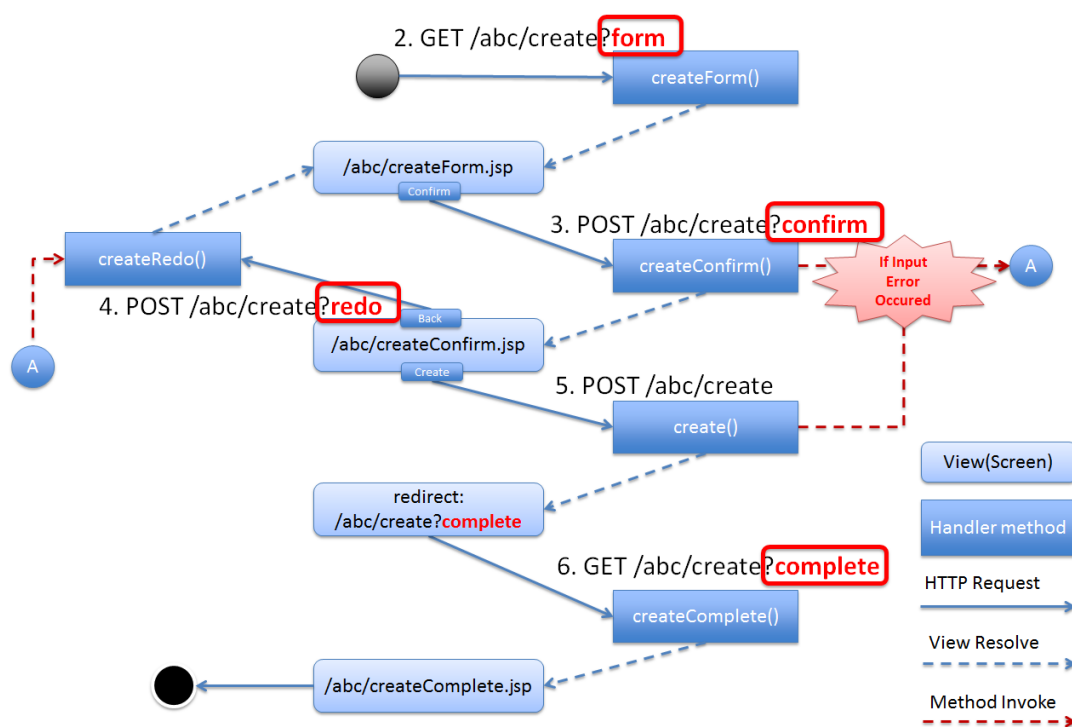 2. GET /abc/create?form
createForm()
/abc/createForm.jsp
Confirm
3. POST /abc/create?confirm
createRedo()
createConfirm()
If Input
Error
Occured
A
4. POST /abc/create?redo
Back
/abc/createConfirm.jsp
A
Create
5. POST /abc/create
create()
View(Screen)
redirect:
/abc/create?complete
Handler method
6. GET /abc/create?complete
HTTP Request
createComplete()
View Resolve
/abc/createComplete.jsp
Method Invoke